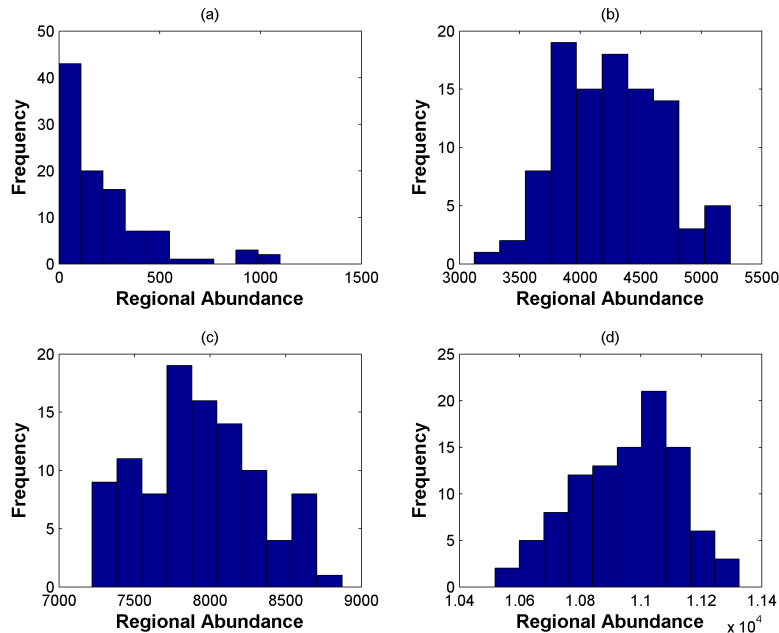 (a)
50
40
30
20
10
0
Frequency
0 500 1000 1500
Regional Abundance
(b)
20
15
10
5
0
Frequency
3000 3500 4000 4500 5000 5500
Regional Abundance
(c)
20
15
10
5
0
Frequency
7000 7500 8000 8500 9000
Regional Abundance
(d)
25
20
15
10
5
0
Frequency
1.04 1.06 1.08 1.1 1.12 1.14
Regional Abundance
x 10⁴